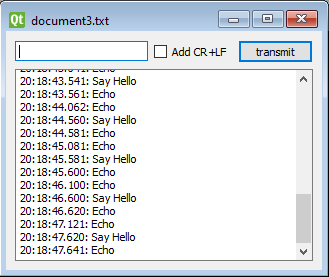 Qt document3.txt
Add CR+LF
transmit
20:18:43.541: Say Hello
20:18:43.561: Echo
20:18:44.062: Echo
20:18:44.560: Say Hello
20:18:44.581: Echo
20:18:45.081: Echo
20:18:45.581: Say Hello
20:18:45.600: Echo
20:18:46.100: Echo
20:18:46.600: Say Hello
20:18:46.620: Echo
20:18:47.121: Echo
20:18:47.620: Say Hello
20:18:47.641: Echo